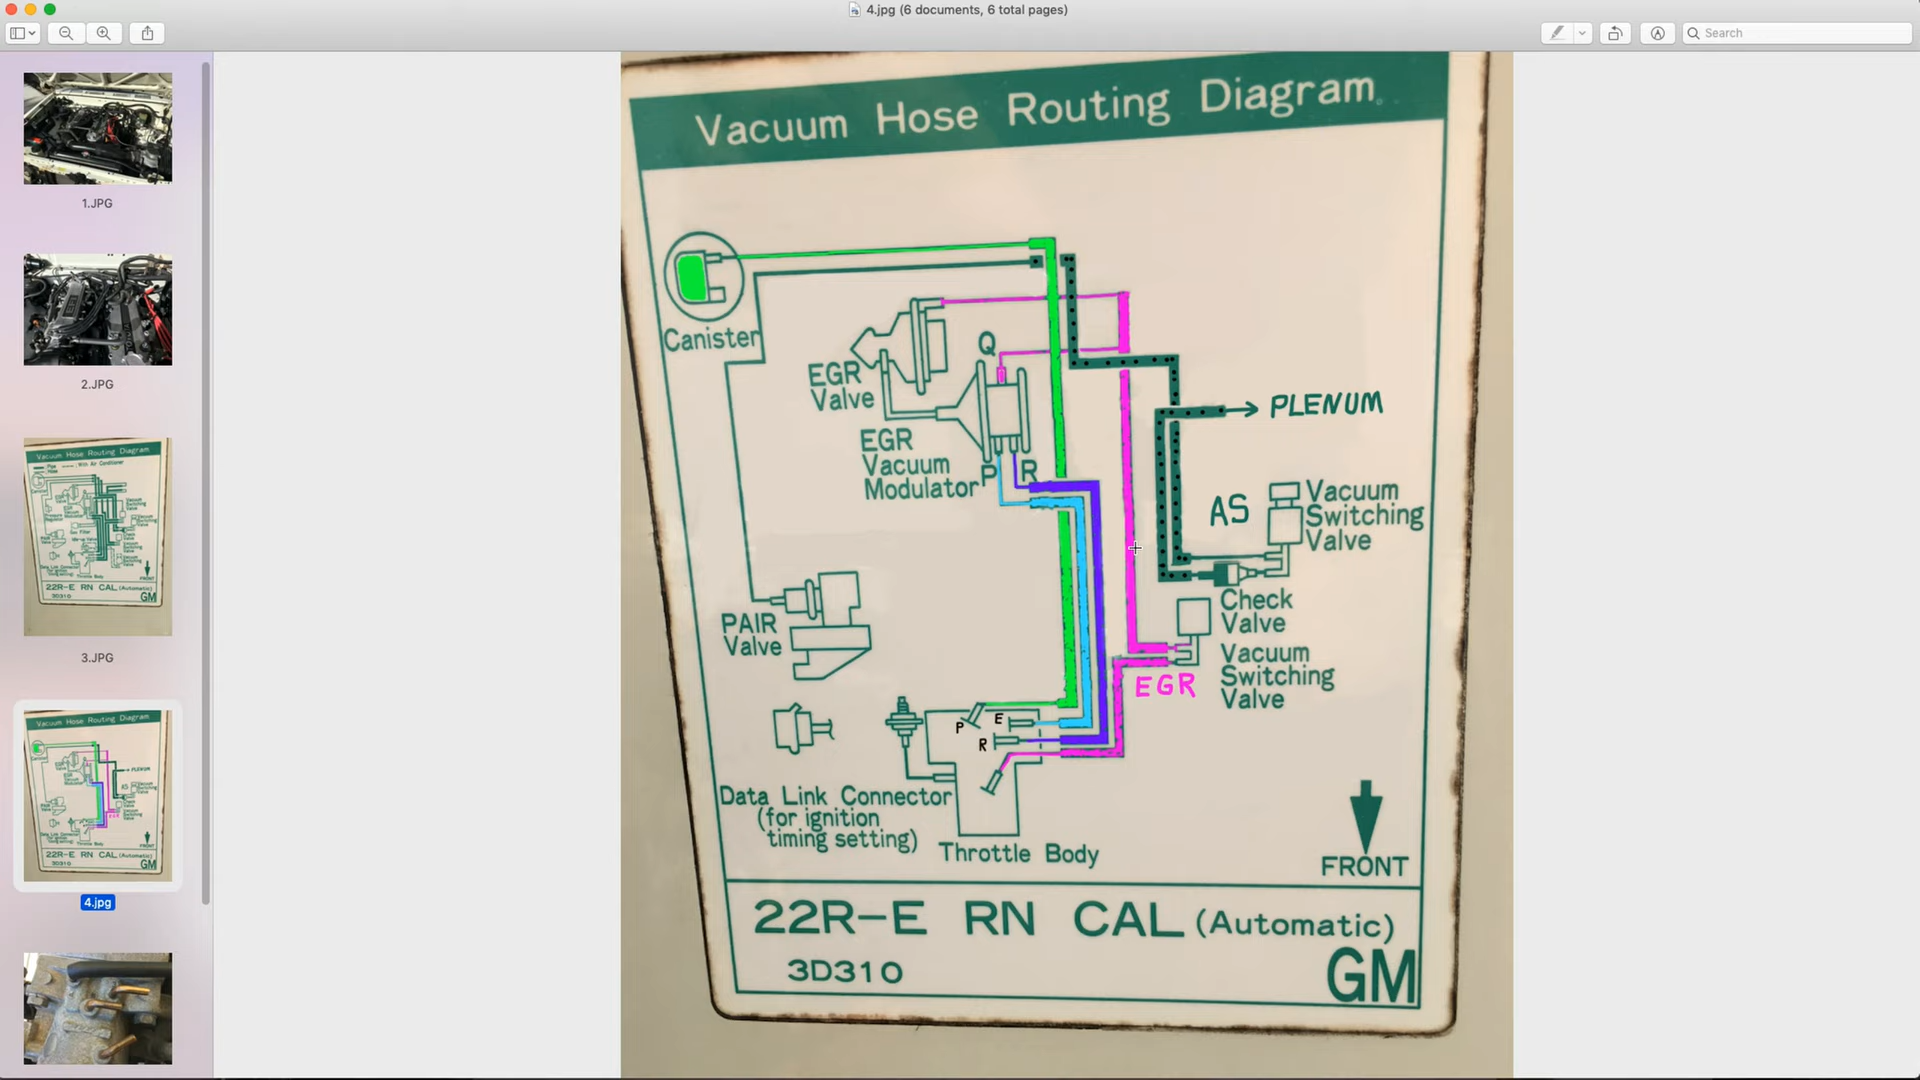 4.jpg (6 documents, 6 total pages)
Search
1.JPG
2.JPG
3.JPG
4.jpg
Vacuum Hose Routing Diagram
Canister
EGR
Valve
Q
EGR
Vacuum
Modulator
P
R
PLENUM
AS
Vacuum
Switching
Valve
Check
Valve
Vacuum
Switching
Valve
EGR
PAIR
Valve
P
E
R
Data Link Connector
(for ignition
timing setting)
Throttle Body
FRONT
22R-E RN CAL (Automatic)
3D310
GM